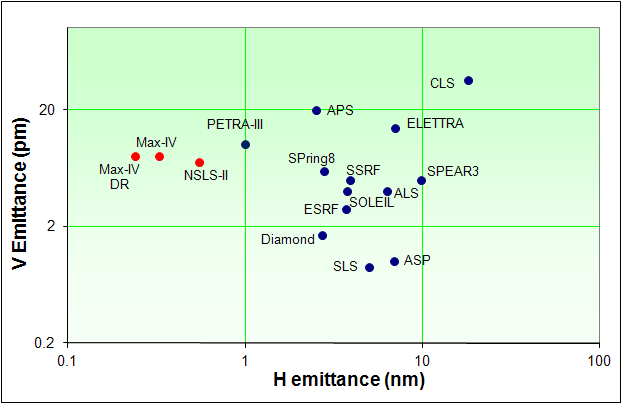 CLS
20
APS
ELETTRA
PETRA-III
Max-IV
SPring8
Max-IV
DR
NSLS-II
SSRF
SPEAR3
ALS
SOLEIL
ESRF
2
Diamond
ASP
SLS
0.2
0.1
1
10
100
V Emittance (pm)
H emittance (nm)